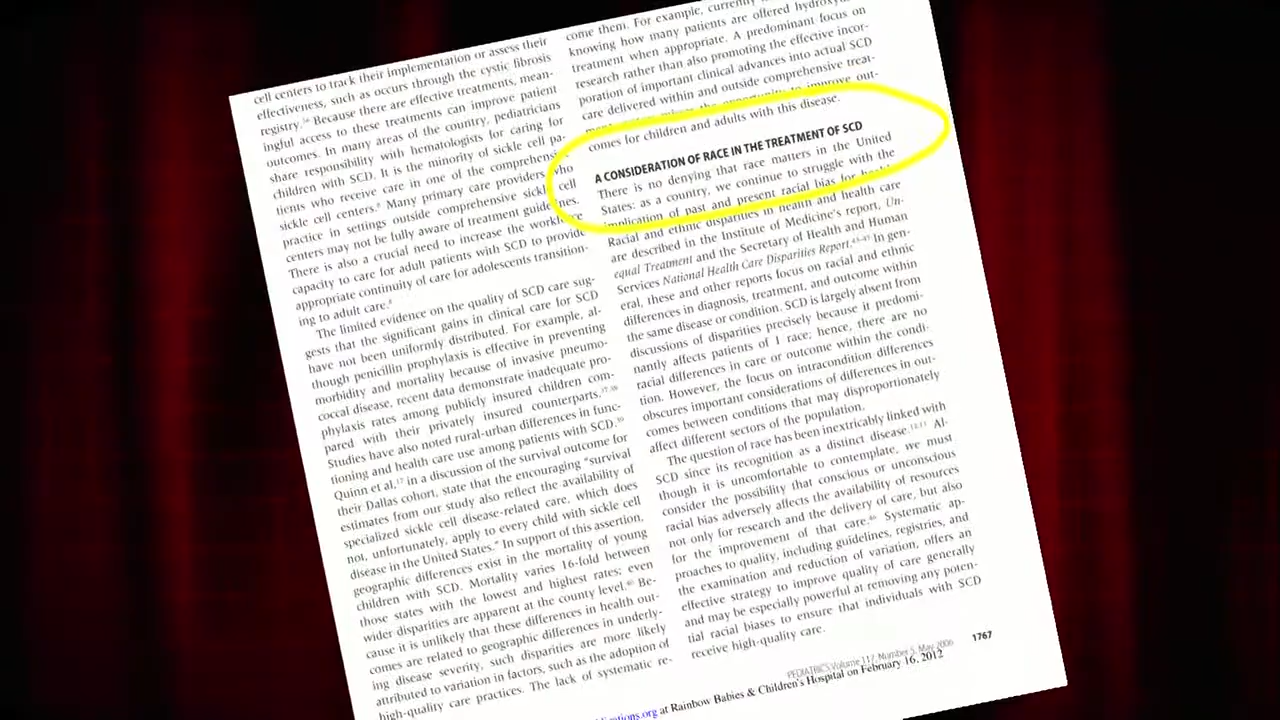 cell centers to track their implementation or assess their
effectiveness, such as occurs through the cystic fibrosis
registry.³⁴ Because there are effective treatments, mean-
ingful access to these treatments can improve patient
outcomes. In many areas of the country, pediatricians
share responsibility with hematologists for caring for
children with SCD. It is the minority of sickle cell pa-
tients who receive care in one of the comprehensive
sickle cell centers.⁸ Many primary care providers who
practice in settings outside comprehensive sickle cell
centers may not be fully aware of treatment guidelines.
There is also a crucial need to increase the workforce
capacity to care for adult patients with SCD to provide
appropriate continuity of care for adolescents transition-
ing to adult care.⁸
The limited evidence on the quality of SCD care sug-
gests that the significant gains in clinical care for SCD
have not been uniformly distributed. For example, al-
though penicillin prophylaxis is effective in preventing
morbidity and mortality because of invasive pneumo-
coccal disease, recent data demonstrate inadequate pro-
phylaxis rates among publicly insured children com-
pared with their privately insured counterparts.
Studies have also noted rural-urban differences in func-
tioning and health care use among patients with SCD.
Quinn et al,¹⁷ in a discussion of the survival outcome for
their Dallas cohort, state that the encouraging "survival
estimates from our study also reflect the availability of
specialized sickle cell disease-related care, which does
not, unfortunately, apply to every child with sickle cell
disease in the United States." In support of this assertion,
geographic differences exist in the mortality of young
children with SCD. Mortality varies 16-fold between
those states with the lowest and highest rates; even
wider disparities are apparent at the county level.⁴⁰ Be-
cause it is unlikely that these differences in health out-
comes are related to geographic differences in underly-
ing disease severity, such disparities are more likely
attributed to variation in factors, such as the adoption of
high-quality care practices. The lack of systematic re-
come them. For example, currently
knowing how many patients are offered hydroxyu
treatment when appropriate. A predominant focus on
research rather than also promoting the effective incor-
poration of important clinical advances into actual SCD
care delivered within and outside comprehensive treat-
the opportunity to improve out-
comes for children and adults with this disease.
A CONSIDERATION OF RACE IN THE TREATMENT OF SCD
There is no denying that race matters in the United
States; as a country, we continue to struggle with the
implication of past and present racial bias for health
Racial and ethnic disparities in health and health care
are described in the Institute of Medicine's report, Un-
equal Treatment and the Secretary of Health and Human
Services National Health Care Disparities Report. In gen-
eral, these and other reports focus on racial and ethnic
differences in diagnosis, treatment, and outcome within
the same disease or condition. SCD is largely absent from
discussions of disparities precisely because it predomi-
nantly affects patients of 1 race; hence, there are no
racial differences in care or outcome within the condi-
tion. However, the focus on intracondition differences
obscures important considerations of differences in out-
comes between conditions that may disproportionately
affect different sectors of the population.
The question of race has been inextricably linked with
SCD since its recognition as a distinct disease. Al-
though it is uncomfortable to contemplate, we must
consider the possibility that conscious or unconscious
racial bias adversely affects the availability of resources
not only for research and the delivery of care, but also
for the improvement of that care. Systematic ap-
proaches to quality, including guidelines, registries, and
the examination and reduction of variation, offers an
effective strategy to improve quality of care generally
and may be especially powerful at removing any poten-
tial racial biases to ensure that individuals with SCD
receive high-quality care.
PEDIATRICS Volume 117, Number 5, May 2006 1767
lications.org at Rainbow Babies & Children's Hospital on February 16, 2012